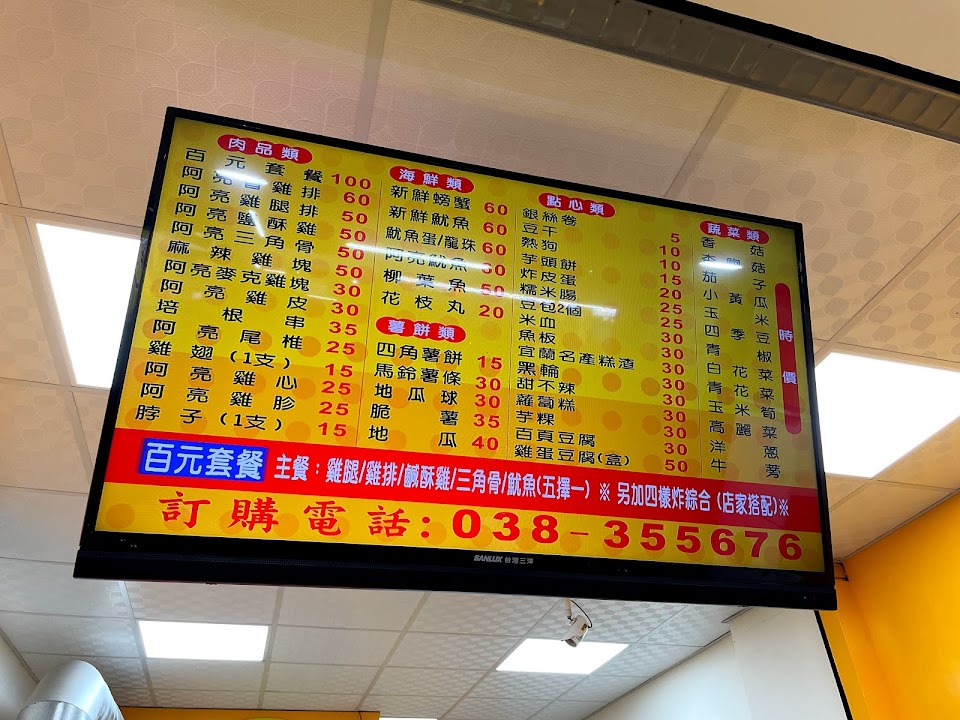 肉品類
百元套餐 100
阿亮香雞排 60
阿亮雞腿排 50
阿亮鹽酥雞 50
阿亮三角骨 50
麻辣雞塊 50
阿亮麥克雞塊 30
阿亮雞皮 30
培根串 35
阿亮尾椎 25
雞翅(1支) 15
阿亮雞心 25
阿亮雞胗 25
脖子(1支) 15
海鮮類
新鮮螃蟹 60
新鮮魷魚 60
魷魚蛋/龍珠 60
阿亮魷魚
柳葉魚 50
花枝丸 20
薯餅類
四角薯餅 15
馬鈴薯條 30
地瓜球 30
脆薯 35
地瓜 40
點心類
銀絲卷 5
豆干 10
熱狗 10
芋頭餅 15
炸皮蛋 20
糯米腸 20
豆包2個 25
米血 25
魚板 30
宜蘭名產糕渣 30
黑輪 30
甜不辣 30
蘿蔔糕 30
芋粿 30
百頁豆腐 30
雞蛋豆腐(盒) 50
蔬菜類
香菇
杏鮑菇
茄子
小黃瓜
玉米
四季豆
青椒
白花菜
青花菜
玉米筍
高麗菜
洋蔥
牛蒡
時價
百元套餐 主餐：雞腿/雞排/鹹酥雞/三角骨/魷魚(五擇一) ※ 另加四樣炸綜合 (店家搭配)※
訂購電話:038-355676
SANLUX 台灣三洋